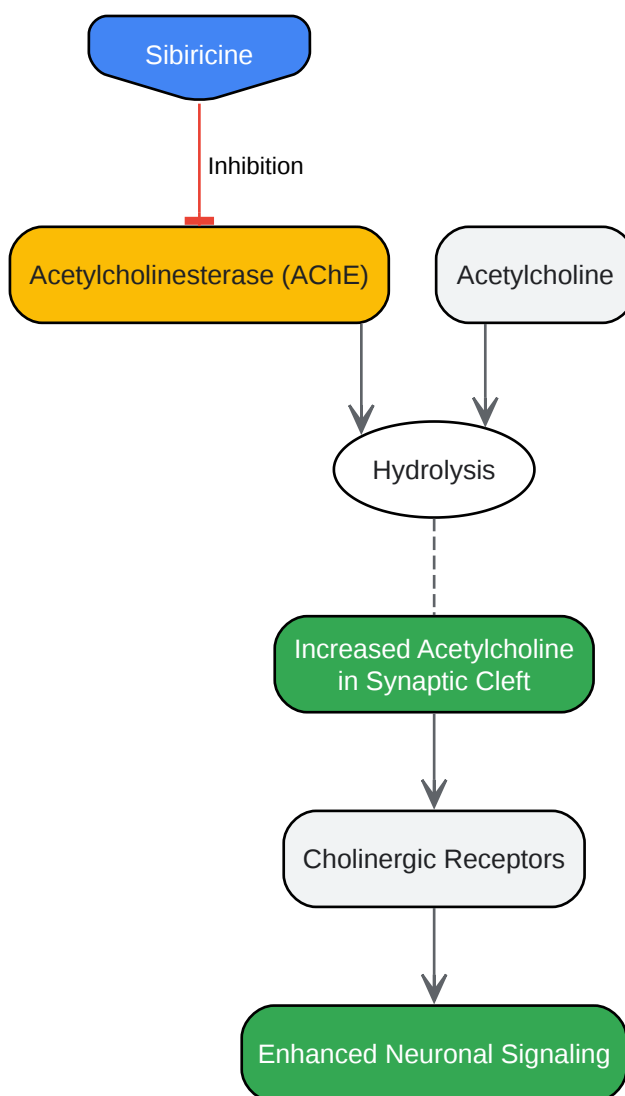 Sibiricine
Inhibition
Acetylcholinesterase (AChE)
Acetylcholine
Hydrolysis
Increased Acetylcholine
in Synaptic Cleft
Cholinergic Receptors
Enhanced Neuronal Signaling